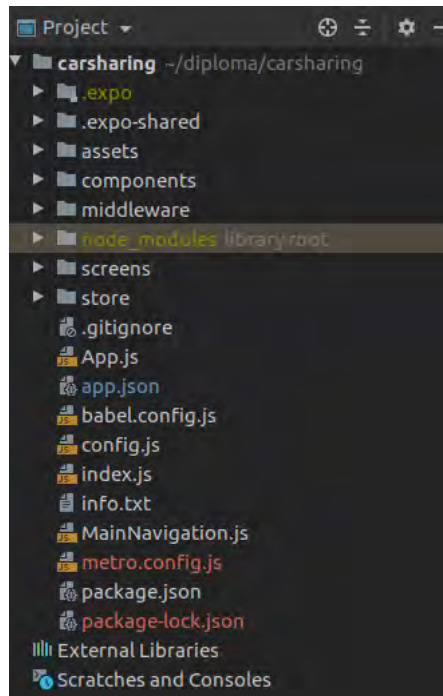 Project
carsharing ~/diploma/carsharing
.expo
.expo-shared
assets
components
middleware
node_modules library root
screens
store
.gitignore
App.js
app.json
babel.config.js
config.js
index.js
info.txt
MainNavigation.js
metro.config.js
package.json
package-lock.json
External Libraries
Scratches and Consoles